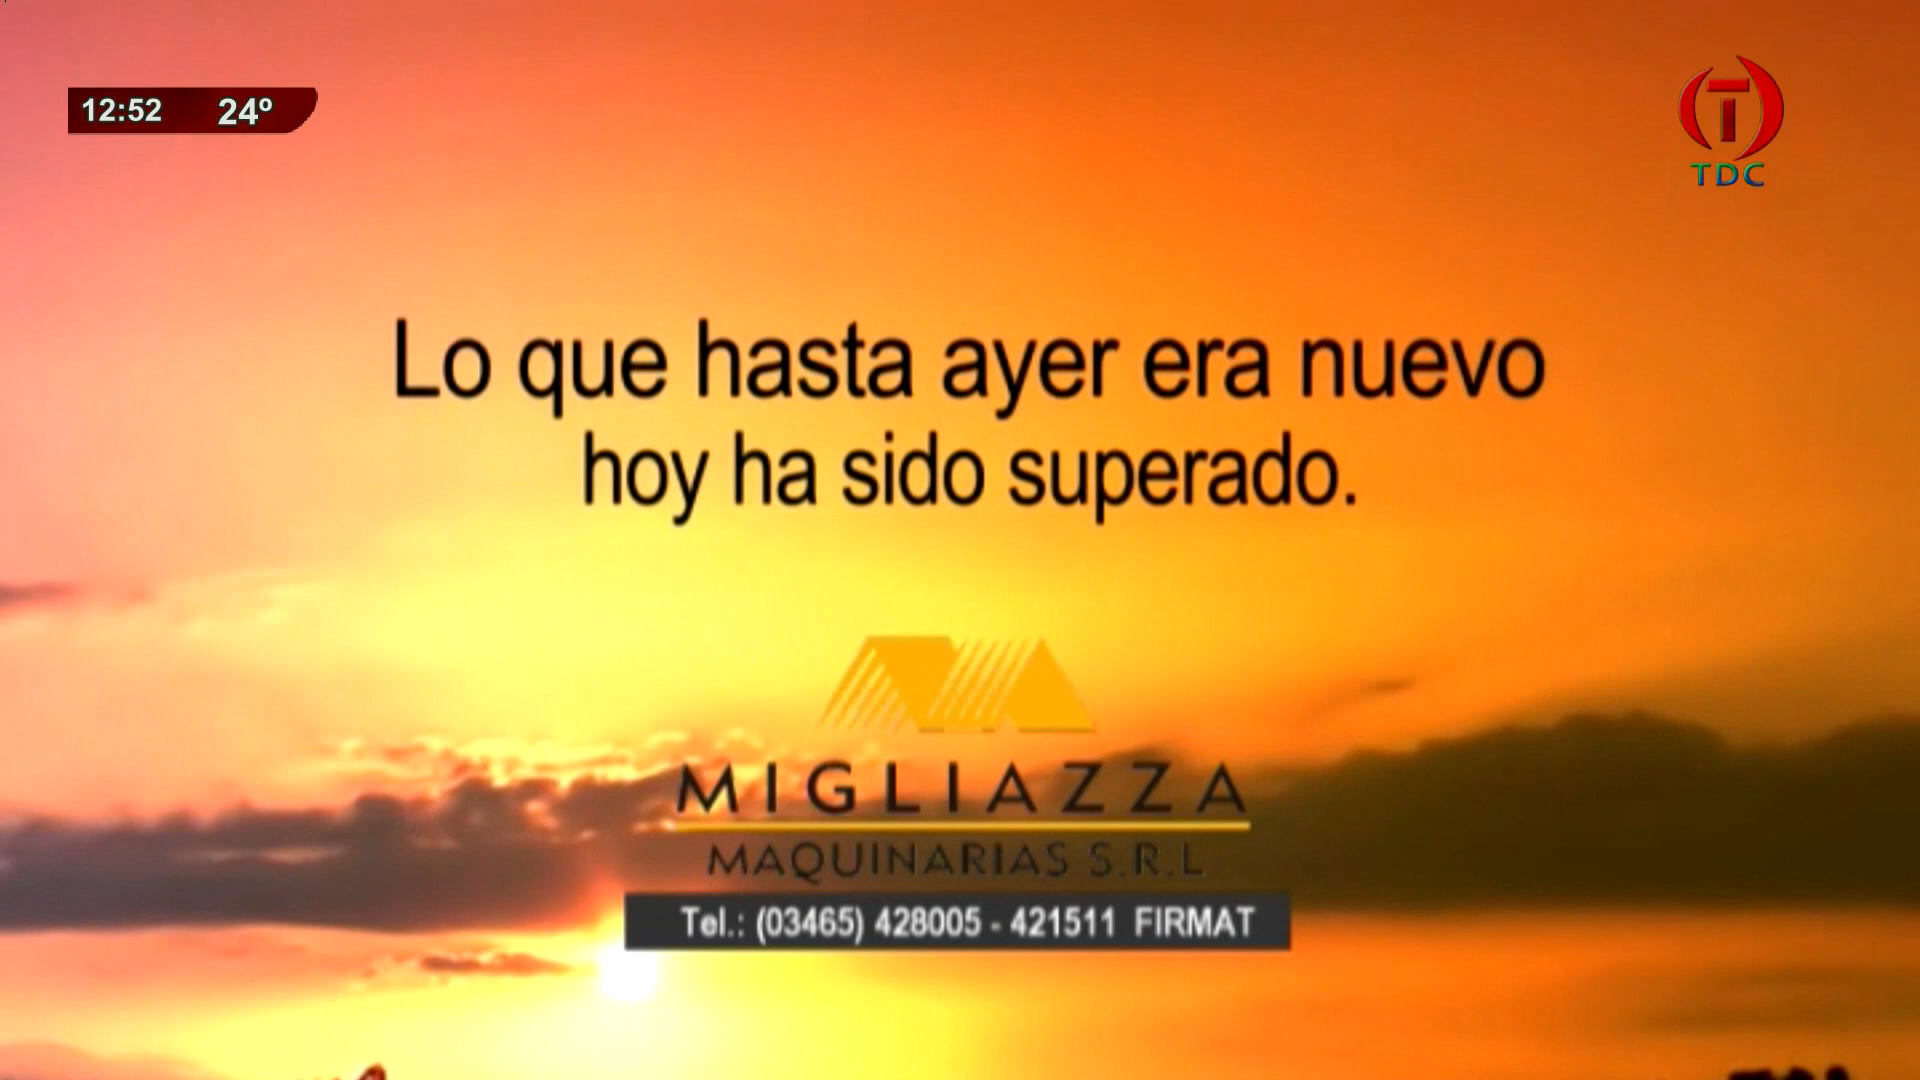 12:52 24º
T
TDC
Lo que hasta ayer era nuevo
hoy ha sido superado.
MIGLIAZZA
MAQUINARIAS S.R.L
Tel.: (03465) 428005 - 421511 FIRMAT